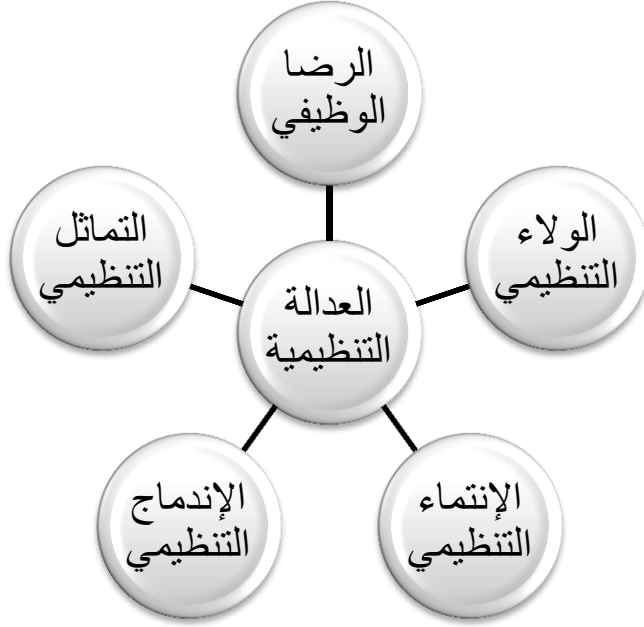 الرضا
الوظيفي
الولاء
التنظيمي
التماثل
التنظيمي
العدالة
التنظيمية
الإنتماء
التنظيمي
الإندماج
التنظيمي